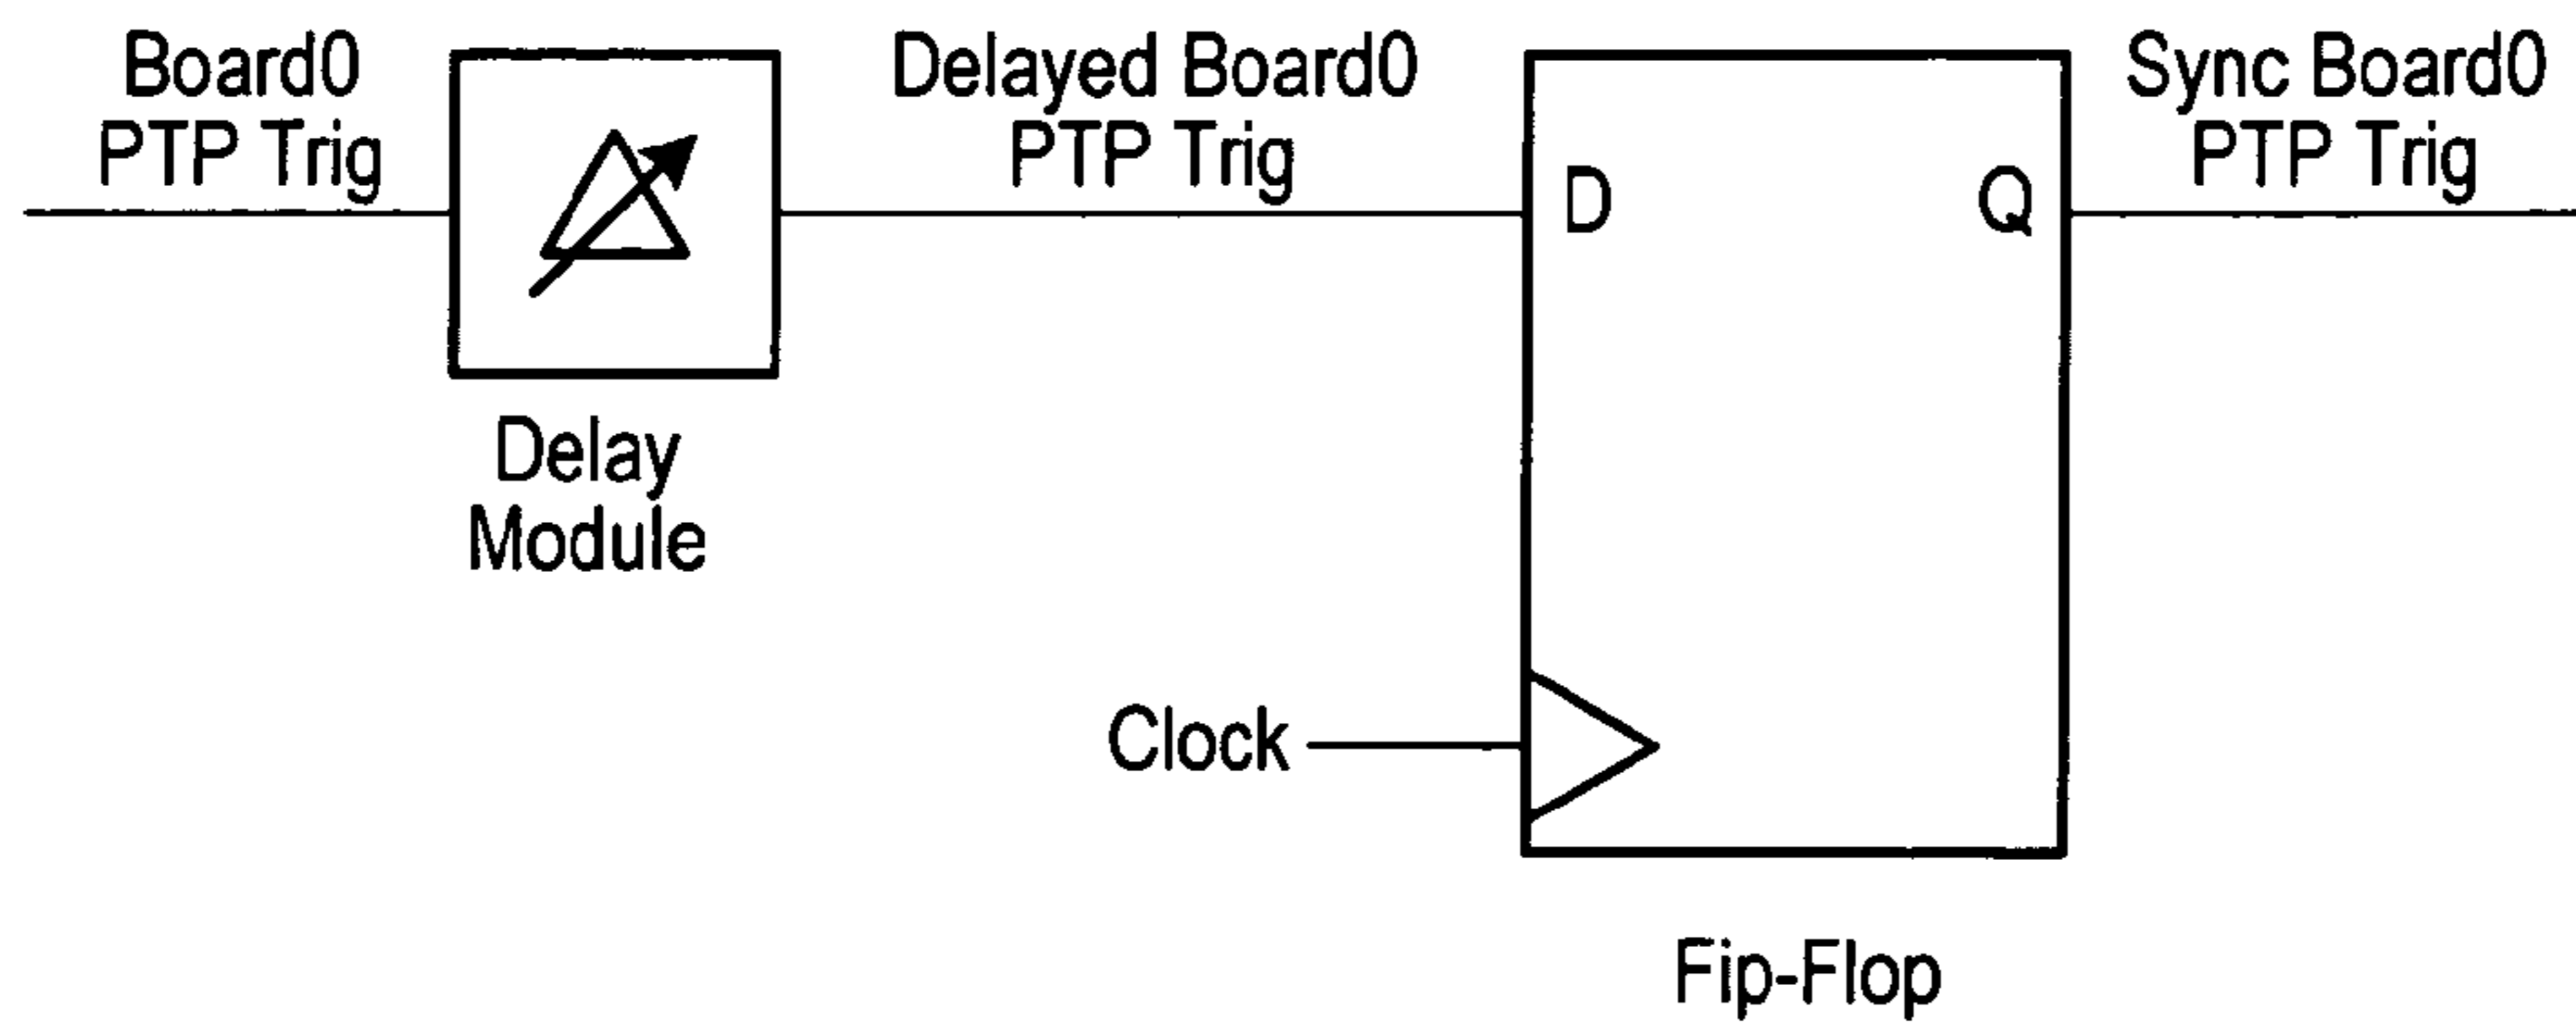 Board0
PTP Trig
Delay
Module
Delayed Board0
PTP Trig
D
Q
Clock
Fip-Flop
Sync Board0
PTP Trig